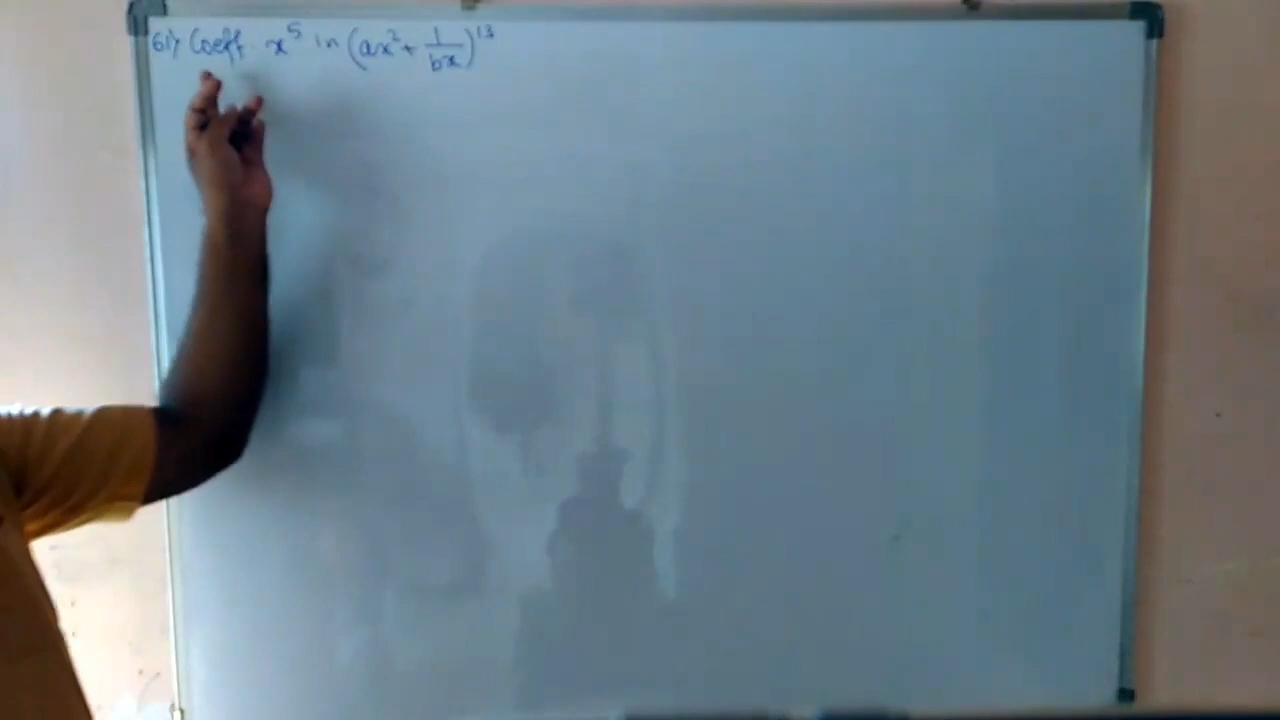 61) Coeff x⁵ in (ax² + 1/bx)¹³